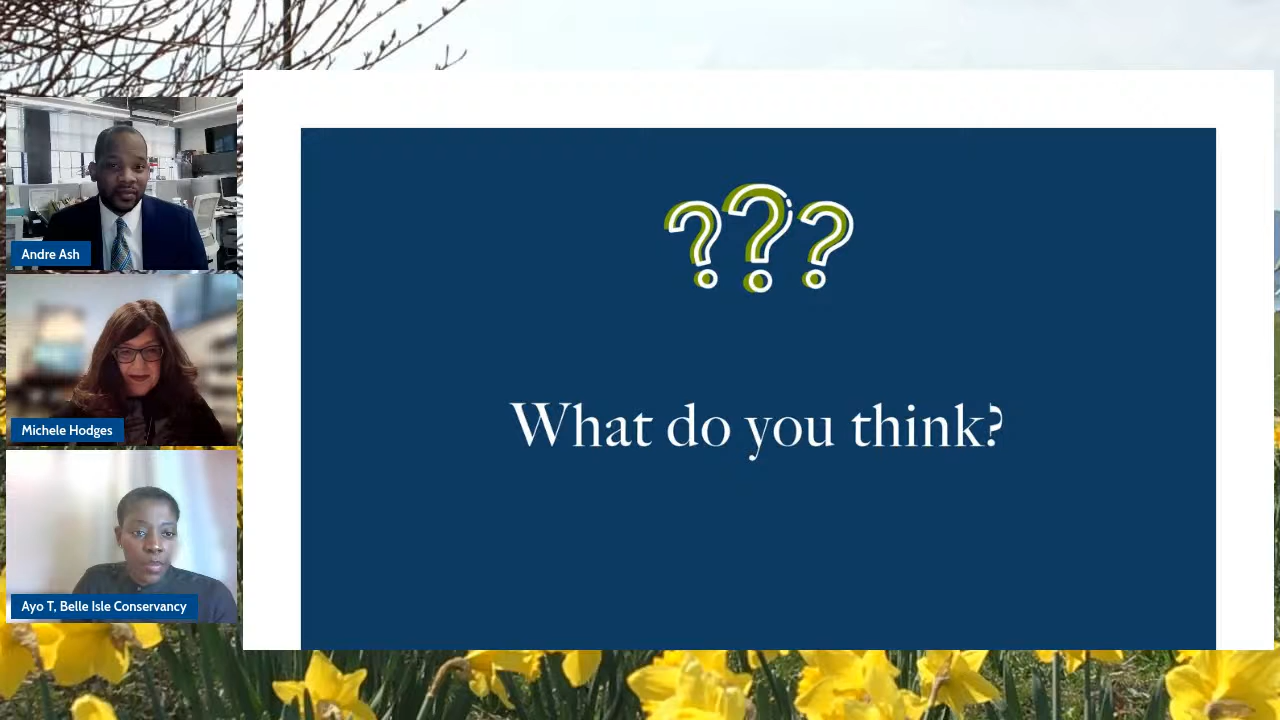 Andre Ash
Michele Hodges
Ayo T, Belle Isle Conservancy
???
What do you think?